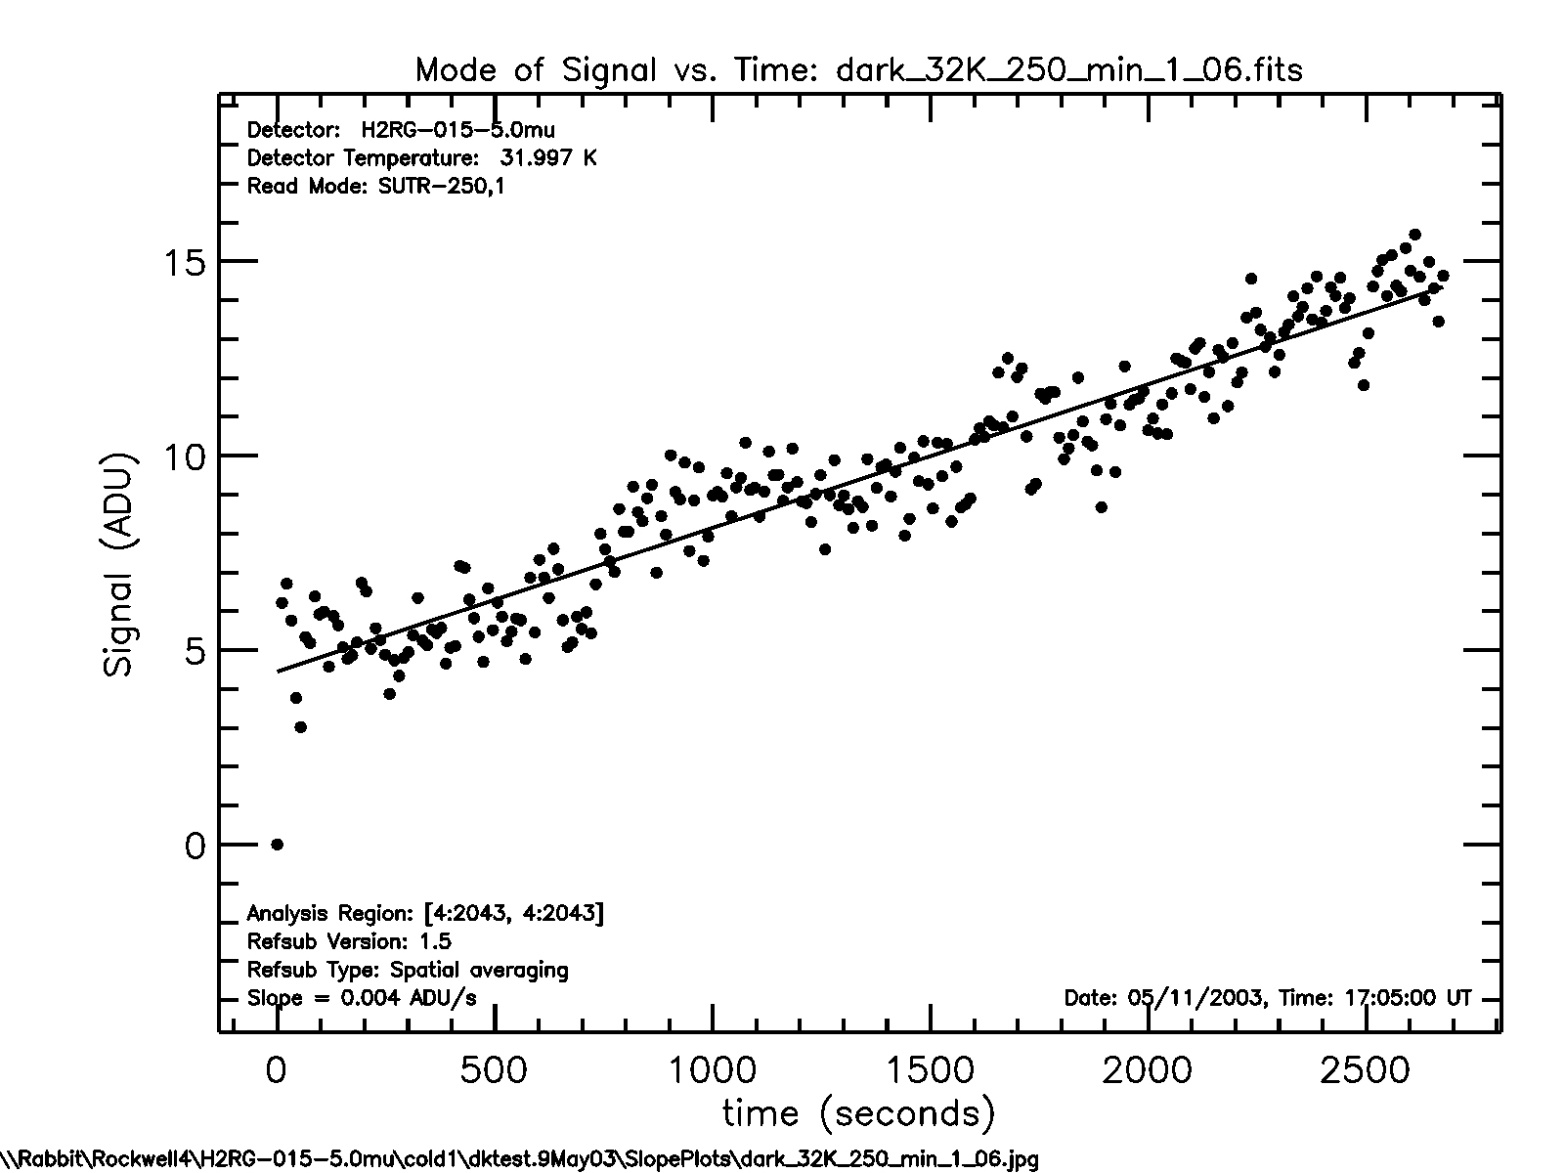 Mode of Signal vs. Time: dark_32K_250_min_1_06.fits
Detector: H2RG-015-5.0mu
Detector Temperature: 31.997 K
Read Mode: SUTR-250,1
15
10
5
0
Signal (ADU)
Analysis Region: [4:2043, 4:2043]
Refsub Version: 1.5
Refsub Type: Spatial averaging
Slope = 0.004 ADU/s
Date: 05/11/2003, Time: 17:05:00 UT
0 500 1000 1500 2000 2500
time (seconds)
\\Rabbit\Rockwell4\H2RG-015-5.0mu\cold1\dktest.9May03\SlopePlots\dark_32K_250_min_1_06.jpg